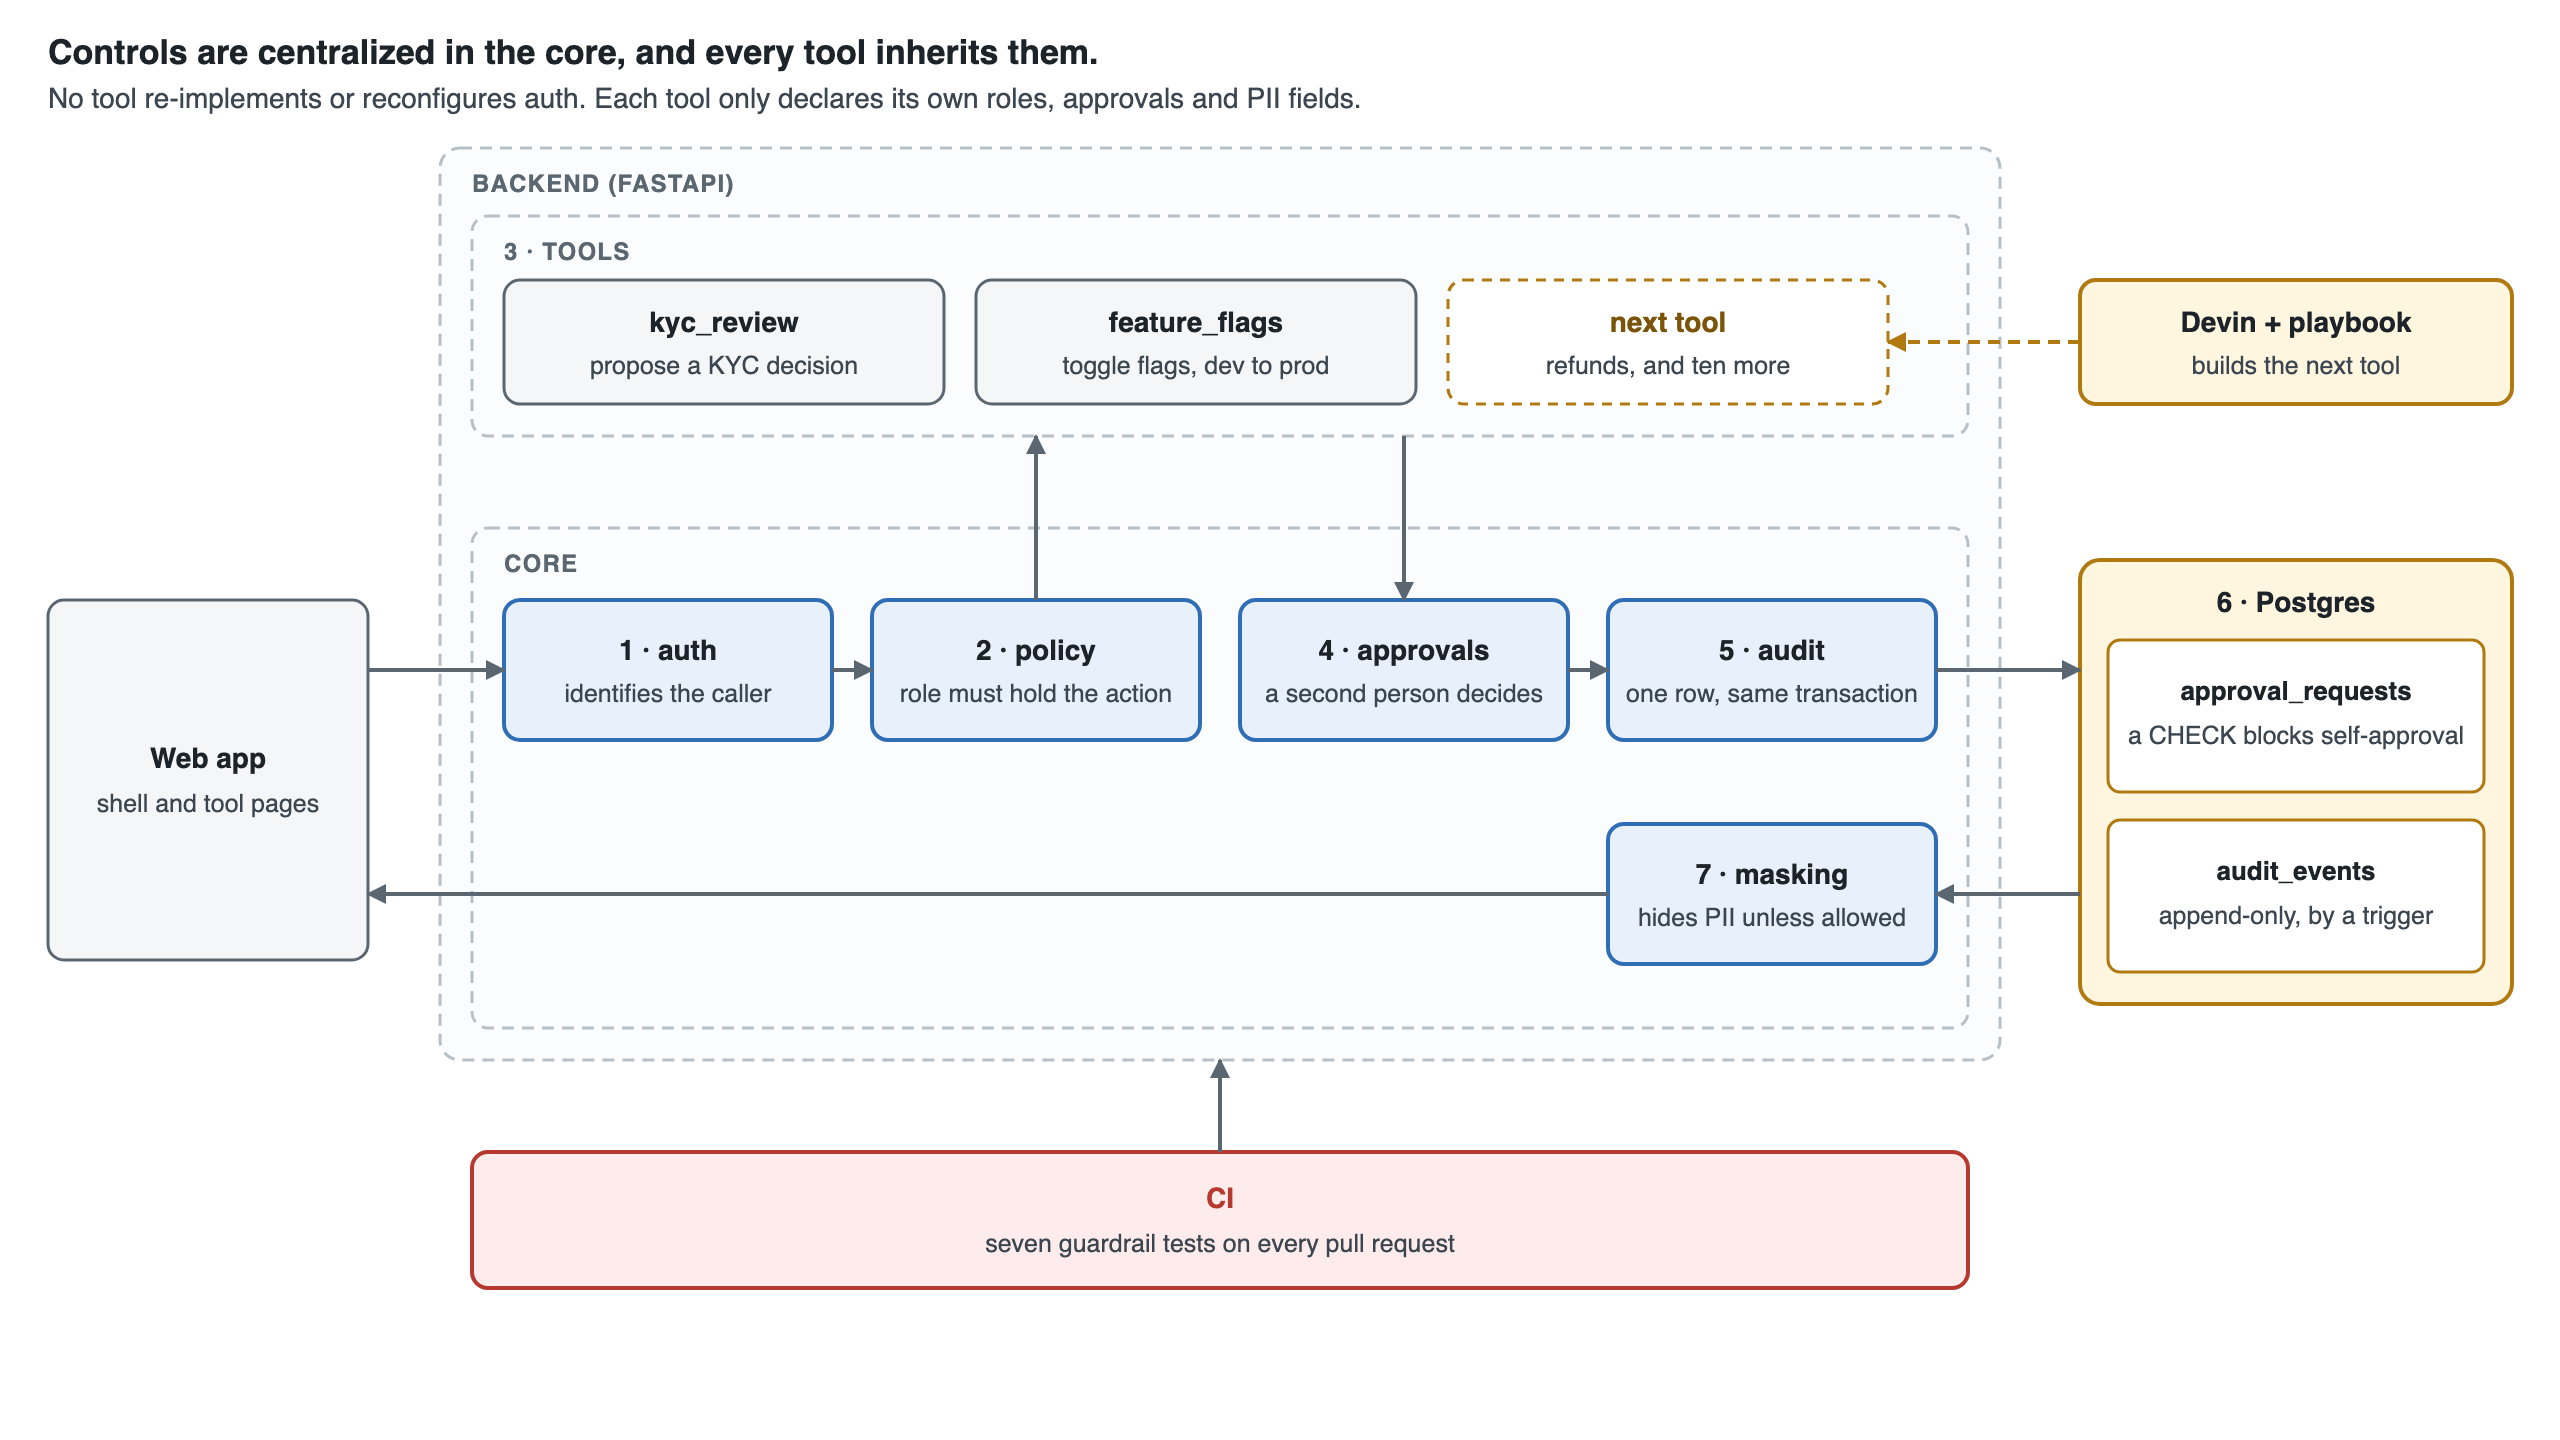 Controls are centralized in the core, and every tool inherits them.
No tool re-implements or reconfigures auth. Each tool only declares its own roles, approvals and PII fields.
BACKEND (FASTAPI)
3 · TOOLS
kyc_review
propose a KYC decision
feature_flags
toggle flags, dev to prod
next tool
refunds, and ten more
Devin + playbook
builds the next tool
CORE
1 · auth
identifies the caller
2 · policy
role must hold the action
4 · approvals
a second person decides
5 · audit
one row, same transaction
6 · Postgres
approval_requests
a CHECK blocks self-approval
Web app
shell and tool pages
7 · masking
hides PII unless allowed
audit_events
append-only, by a trigger
CI
seven guardrail tests on every pull request